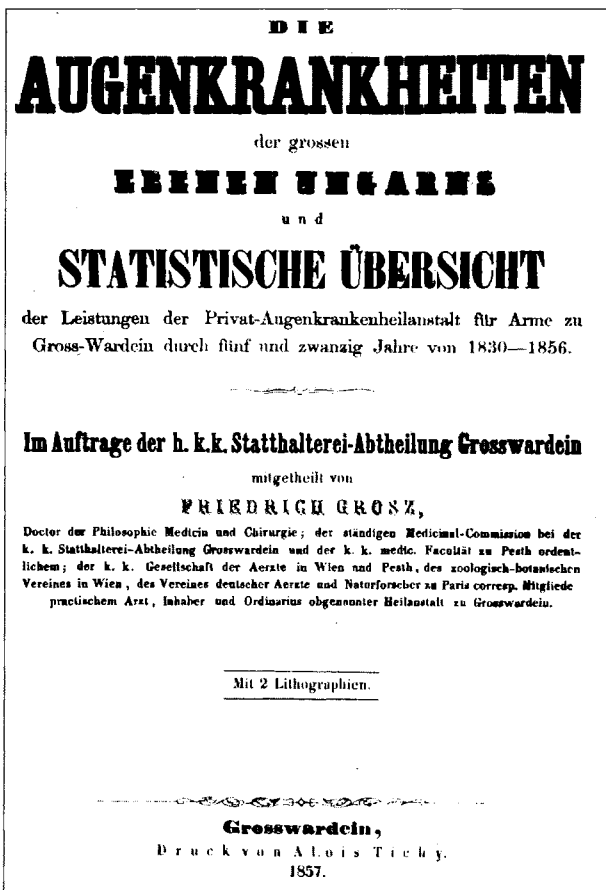 DIE
AUGENKRANKHEITEN
der grossen
EBENEN UNGARNS
und
STATISTISCHE ÜBERSICHT
der Leistungen der Privat-Augenkrankenheilanstalt für Arme zu
Gross-Wardein durch fünf und zwanzig Jahre von 1830—1856.
Im Auftrage der h. k.k. Statthalterei-Abtheilung Grosswardein
mitgetheilt von
FRIEDRICH GROSZ,
Doctor der Philosophie Medicin und Chirurgie; der ständigen Medicinal-Commission bei der
k. k. Statthalterei-Abtheilung Grosswardein und der k. k. medic. Facultät zu Pesth ordent-
lichem; der k. k. Gesellschaft der Aerzte in Wien und Pesth, des zoologisch-botanischen
Vereines in Wien, des Vereines deutscher Aerzte und Naturforscher zu Paris corresp. Mitgliede
practischem Arzt, Inhaber und Ordinarius obgenannter Heilanstalt zu Grosswardein.
Mit 2 Lithographien.
Grosswardein,
Druck von Alois Tichy.
1857.